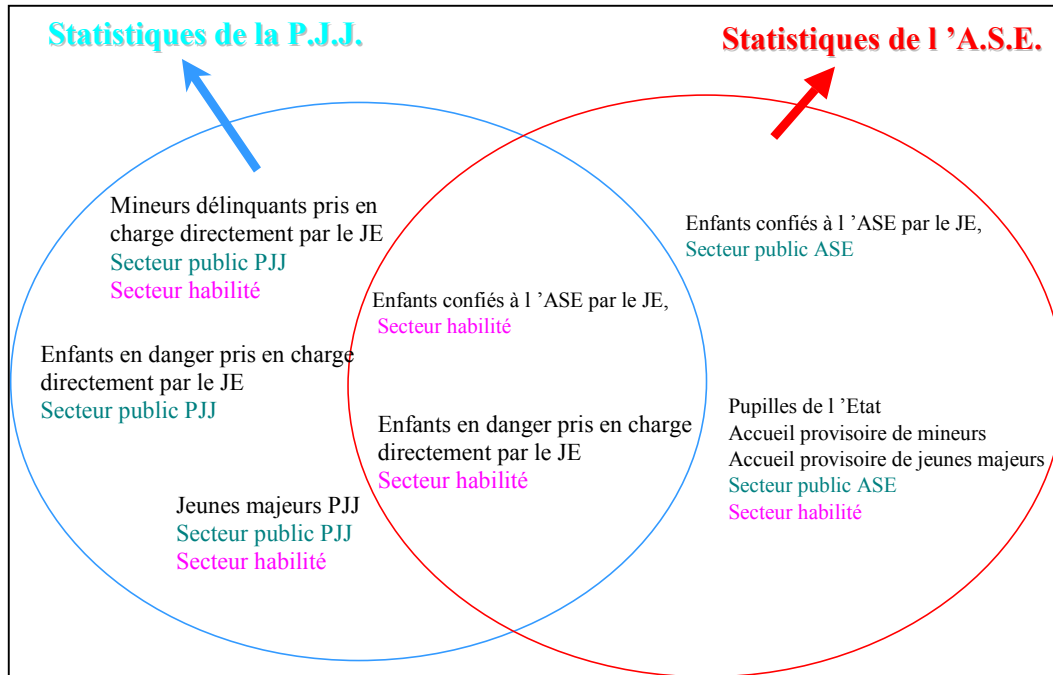 Statistiques de la P.J.J.
Statistiques de l ’A.S.E.
Mineurs délinquants pris en
charge directement par le JE
Secteur public PJJ
Secteur habilité
Enfants en danger pris en charge
directement par le JE
Secteur public PJJ
Jeunes majeurs PJJ
Secteur public PJJ
Secteur habilité
Enfants confiés à l ’ASE par le JE,
Secteur habilité
Enfants en danger pris en charge
directement par le JE
Secteur habilité
Enfants confiés à l ’ASE par le JE,
Secteur public ASE
Pupilles de l ’Etat
Accueil provisoire de mineurs
Accueil provisoire de jeunes majeurs
Secteur public ASE
Secteur habilité